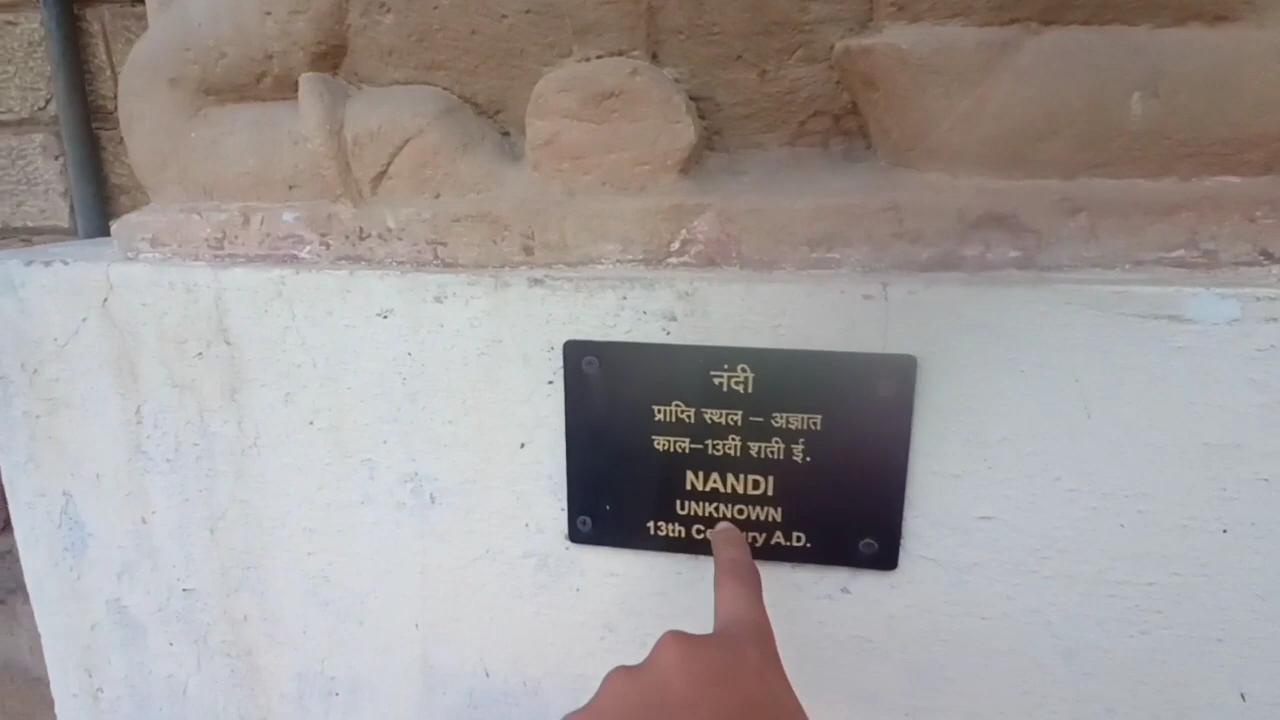 नंदी
प्राप्ति स्थल – अज्ञात
काल–13वीं शती ई.
NANDI
UNKNOWN
13th A.D.